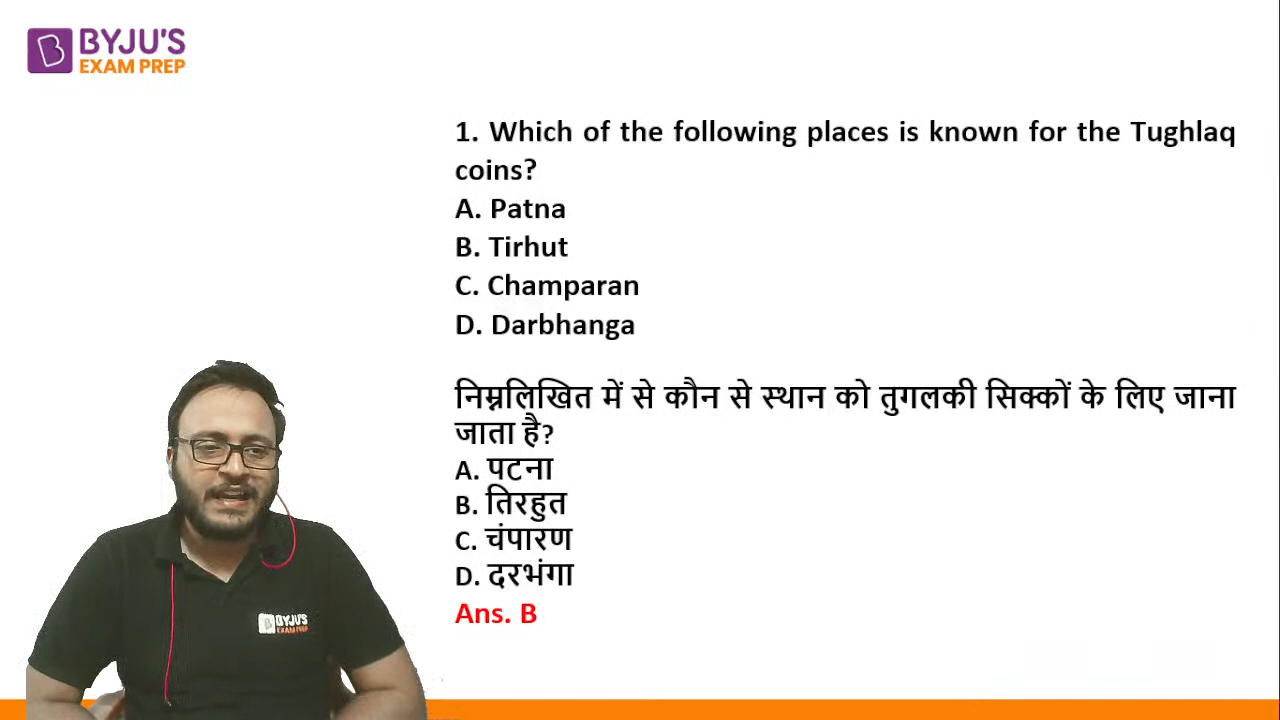 BYJU'S
EXAM PREP
1. Which of the following places is known for the Tughlaq
coins?
A. Patna
B. Tirhut
C. Champaran
D. Darbhanga
निम्नलिखित में से कौन से स्थान को तुगलकी सिक्कों के लिए जाना
जाता है?
A. पटना
B. तिरहुत
C. चंपारण
D. दरभंगा
Ans. B
BYJU'S
EXAM PREP